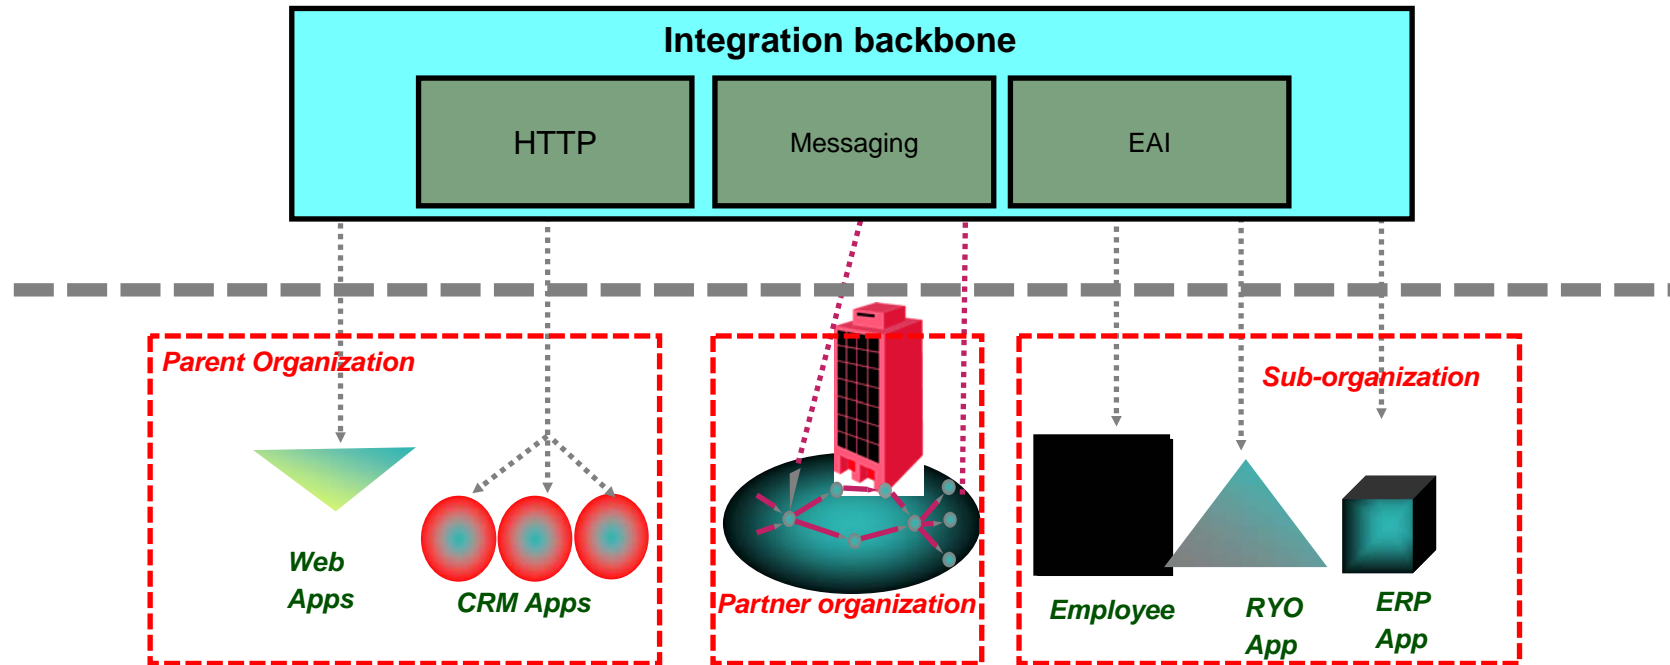 Integration backbone
HTTP
Messaging
EAI
Parent Organization
Sub-organization
Web
Apps
CRM Apps
Partner organization
Employee
RYO
App
ERP
App